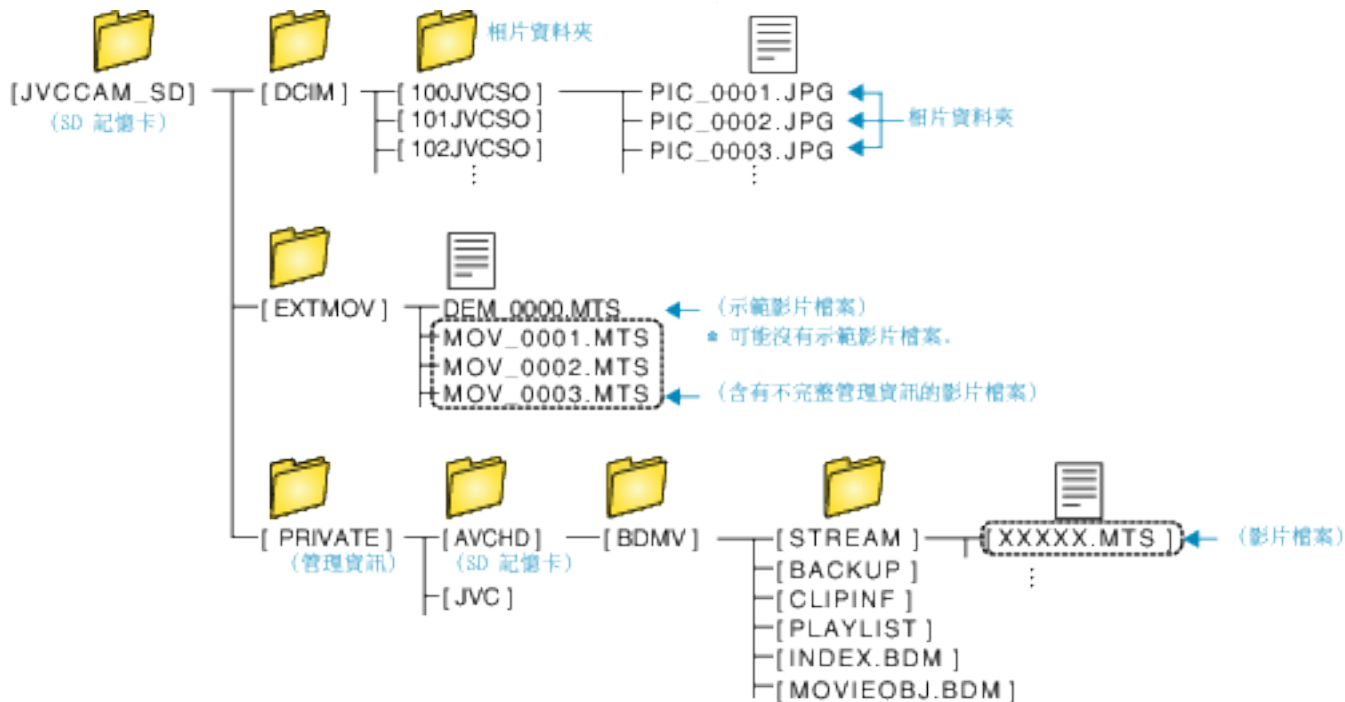 相片資料夾
[JVCCAM_SD] [DCIM] [100JVCSO] PIC_0001.JPG
(SD 記憶卡) [101JVCSO] PIC_0002.JPG 相片資料夾
[102JVCSO] PIC_0003.JPG
[EXTMOV] DEM_0000.MTS (示範影片檔案)
MOV_0001.MTS * 可能沒有示範影片檔案.
MOV_0002.MTS
MOV_0003.MTS (含有不完整管理資訊的影片檔案)
[PRIVATE] [AVCHD] [BDMV] [STREAM] [XXXXX.MTS] (影片檔案)
(管理資訊) (SD 記憶卡) [BACKUP]
[JVC] [CLIPINF]
[PLAYLIST]
[INDEX.BDM]
[MOVIEOBJ.BDM]